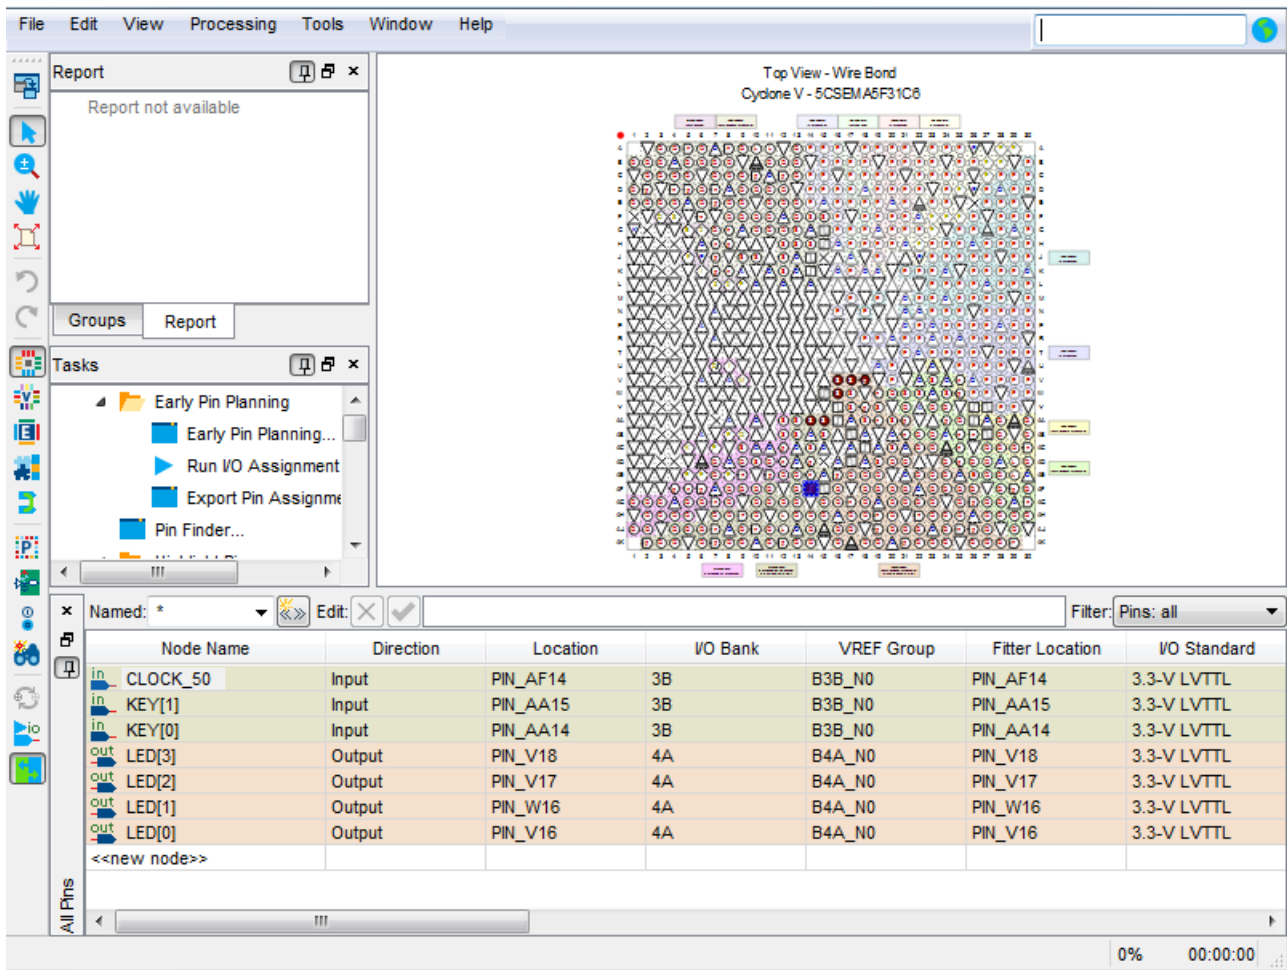 File Edit View Processing Tools Window Help
Report
Report not available
Groups Report
Tasks
Early Pin Planning
Early Pin Planning...
Run I/O Assignment
Export Pin Assignme
Pin Finder...
Top View - Wire Bond
Cyclone V - 5CSEMA5F31C6
Named: * Edit: Filter: Pins: all
Node Name Direction Location I/O Bank VREF Group Fitter Location I/O Standard
in CLOCK_50 Input PIN_AF14 3B B3B_N0 PIN_AF14 3.3-V LVTTL
in KEY[1] Input PIN_AA15 3B B3B_N0 PIN_AA15 3.3-V LVTTL
in KEY[0] Input PIN_AA14 3B B3B_N0 PIN_AA14 3.3-V LVTTL
out LED[3] Output PIN_V18 4A B4A_N0 PIN_V18 3.3-V LVTTL
out LED[2] Output PIN_V17 4A B4A_N0 PIN_V17 3.3-V LVTTL
out LED[1] Output PIN_W16 4A B4A_N0 PIN_W16 3.3-V LVTTL
out LED[0] Output PIN_V16 4A B4A_N0 PIN_V16 3.3-V LVTTL
<<new node>>
All Pins
0% 00:00:00